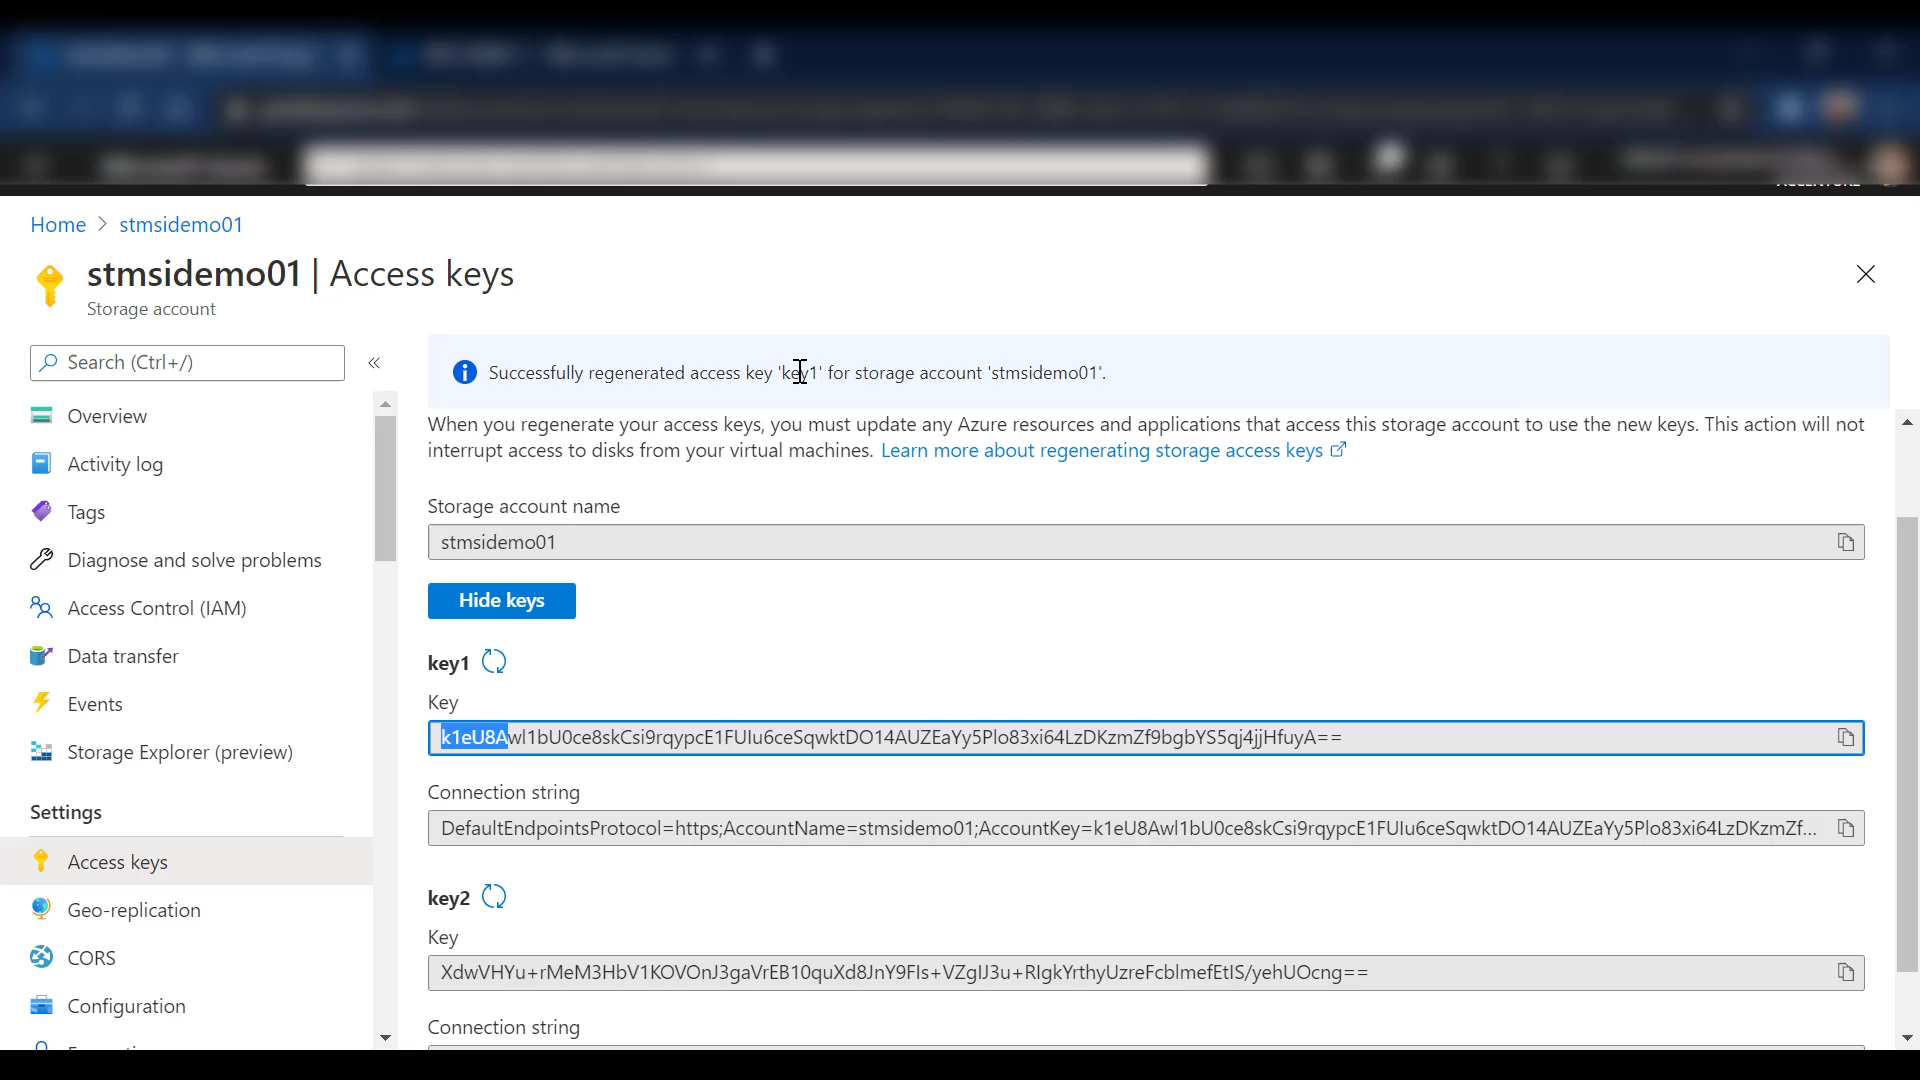 Home > stmsidemo01
stmsidemo01 | Access keys
Storage account
Search (Ctrl+/)
«
Overview
Activity log
Tags
Diagnose and solve problems
Access Control (IAM)
Data transfer
Events
Storage Explorer (preview)
Settings
Access keys
Geo-replication
CORS
Configuration
Successfully regenerated access key 'key1' for storage account 'stmsidemo01'.
When you regenerate your access keys, you must update any Azure resources and applications that access this storage account to use the new keys. This action will not
interrupt access to disks from your virtual machines. Learn more about regenerating storage access keys
Storage account name
stmsidemo01
Hide keys
key1
Key
k1eU8Awl1bU0ce8skCsi9rqypcE1FUIu6ceSqwktDO14AUZEaYy5Plo83xi64LzDKzmZf9bgbYS5qj4jjHfuyA==
Connection string
DefaultEndpointsProtocol=https;AccountName=stmsidemo01;AccountKey=k1eU8Awl1bU0ce8skCsi9rqypcE1FUIu6ceSqwktDO14AUZEaYy5Plo83xi64LzDKzmZf...
key2
Key
XdwVHYu+rMeM3HbV1KOVOnJ3gaVrEB10quXd8JnY9FIs+VZgIJ3u+RIgkYrthyUzreFcblmefEtIS/yehUOcng==
Connection string